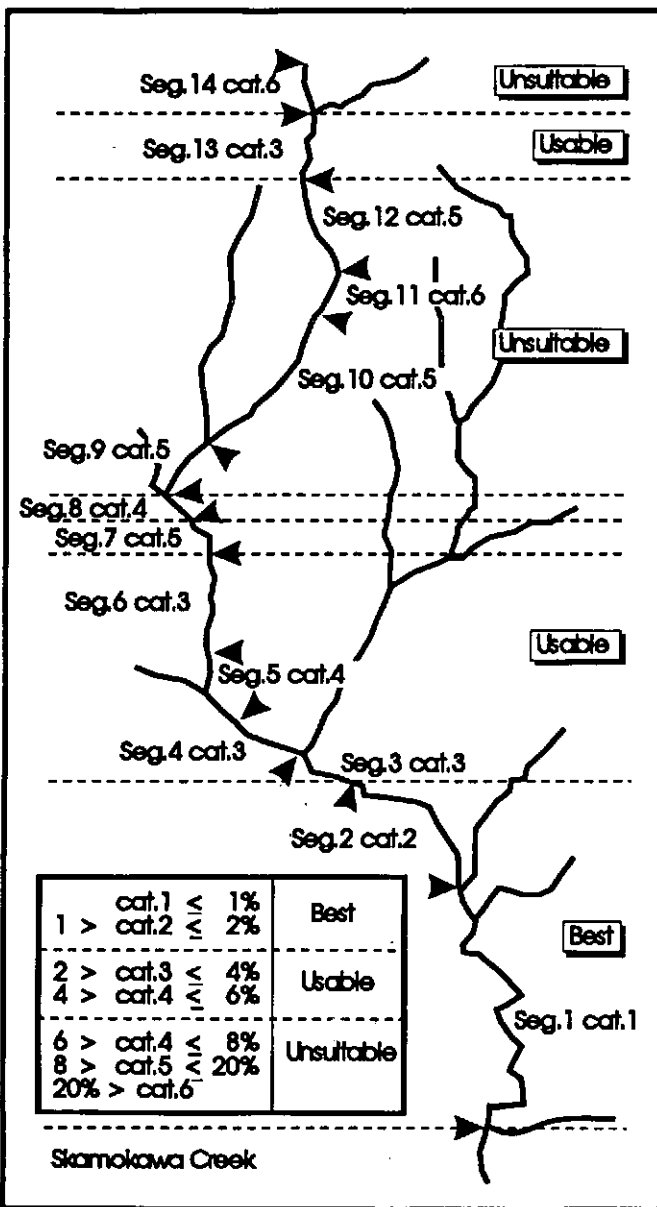 Seg.14 cat.6
Unsuitable
Seg.13 cat.3
Usable
Seg.12 cat.5
Seg.11 cat.6
Unsuitable
Seg.10 cat.5
Seg.9 cat.5
Seg.8 cat.4
Seg.7 cat.5
Seg.6 cat.3
Usable
Seg.5 cat.4
Seg.4 cat.3
Seg.3 cat.3
Seg.2 cat.2
cat.1 ≤ 1%
1 > cat.2 ≤ 2%
Best
2 > cat.3 ≤ 4%
4 > cat.4 ≤ 6%
Usable
6 > cat.4 ≤ 8%
8 > cat.5 ≤ 20%
20% > cat.6
Unsuitable
Best
Seg.1 cat.1
Skamokawa Creek